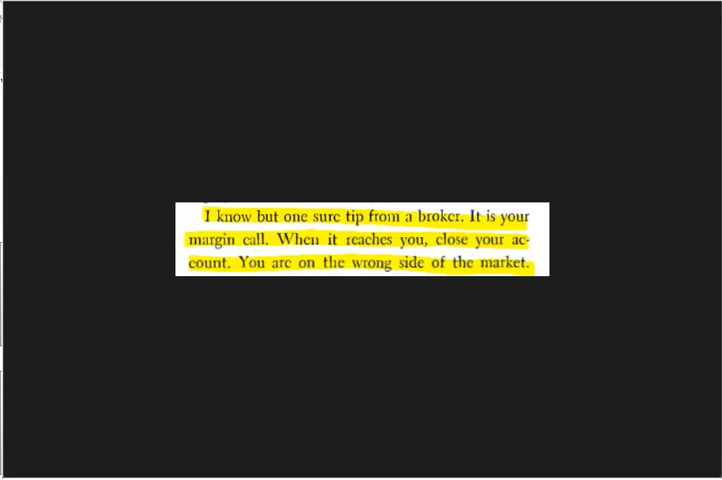 I know but one sure tip from a broker. It is your
margin call. When it reaches you, close your ac-
count. You are on the wrong side of the market.